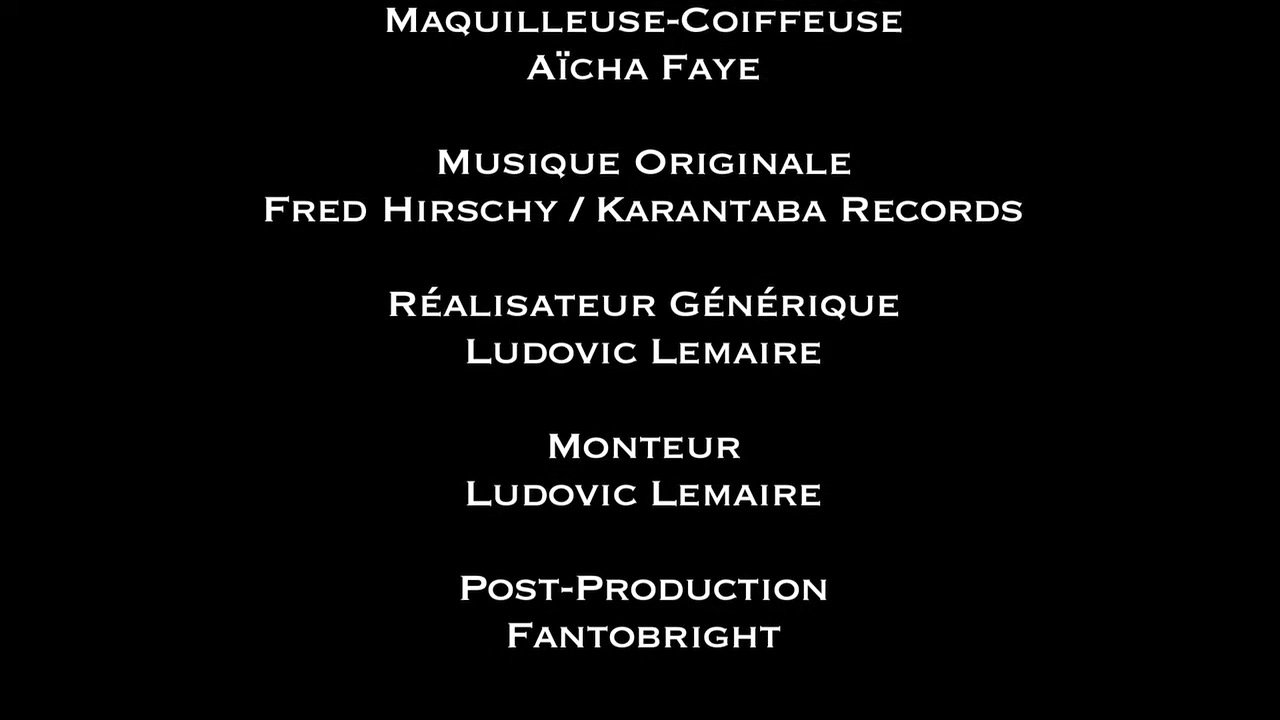 Maquilleuse-Coiffeuse
Aïcha Faye
Musique Originale
Fred Hirschy / Karantaba Records
Réalisateur Générique
Ludovic Lemaire
Monteur
Ludovic Lemaire
Post-Production
Fantobright